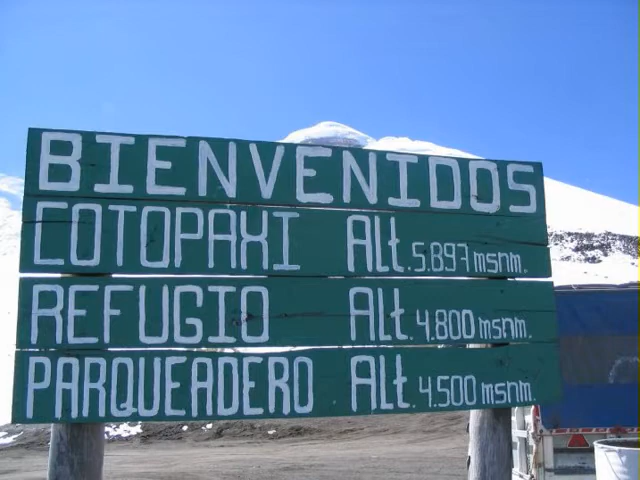 BIENVENIDOS
COTOPAXI Alt. 5.897 msnm.
REFUGIO Alt. 4.800 msnm.
PARQUEADERO Alt. 4.500 msnm.